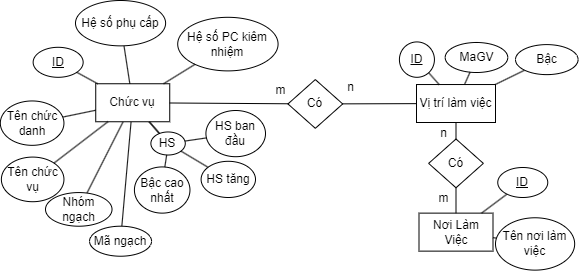 Hệ số phụ cấp
Hệ số PC kiêm
nhiệm
ID
ID
MaGV
Bậc
Chức vụ
m
Có
n
Vị trí làm việc
Tên chức
danh
HS
HS ban
đầu
n
Có
Tên chức
vụ
Bậc cao
nhất
HS tăng
ID
Nhóm
ngạch
m
Nơi Làm
Việc
Tên nơi làm
việc
Mã ngạch